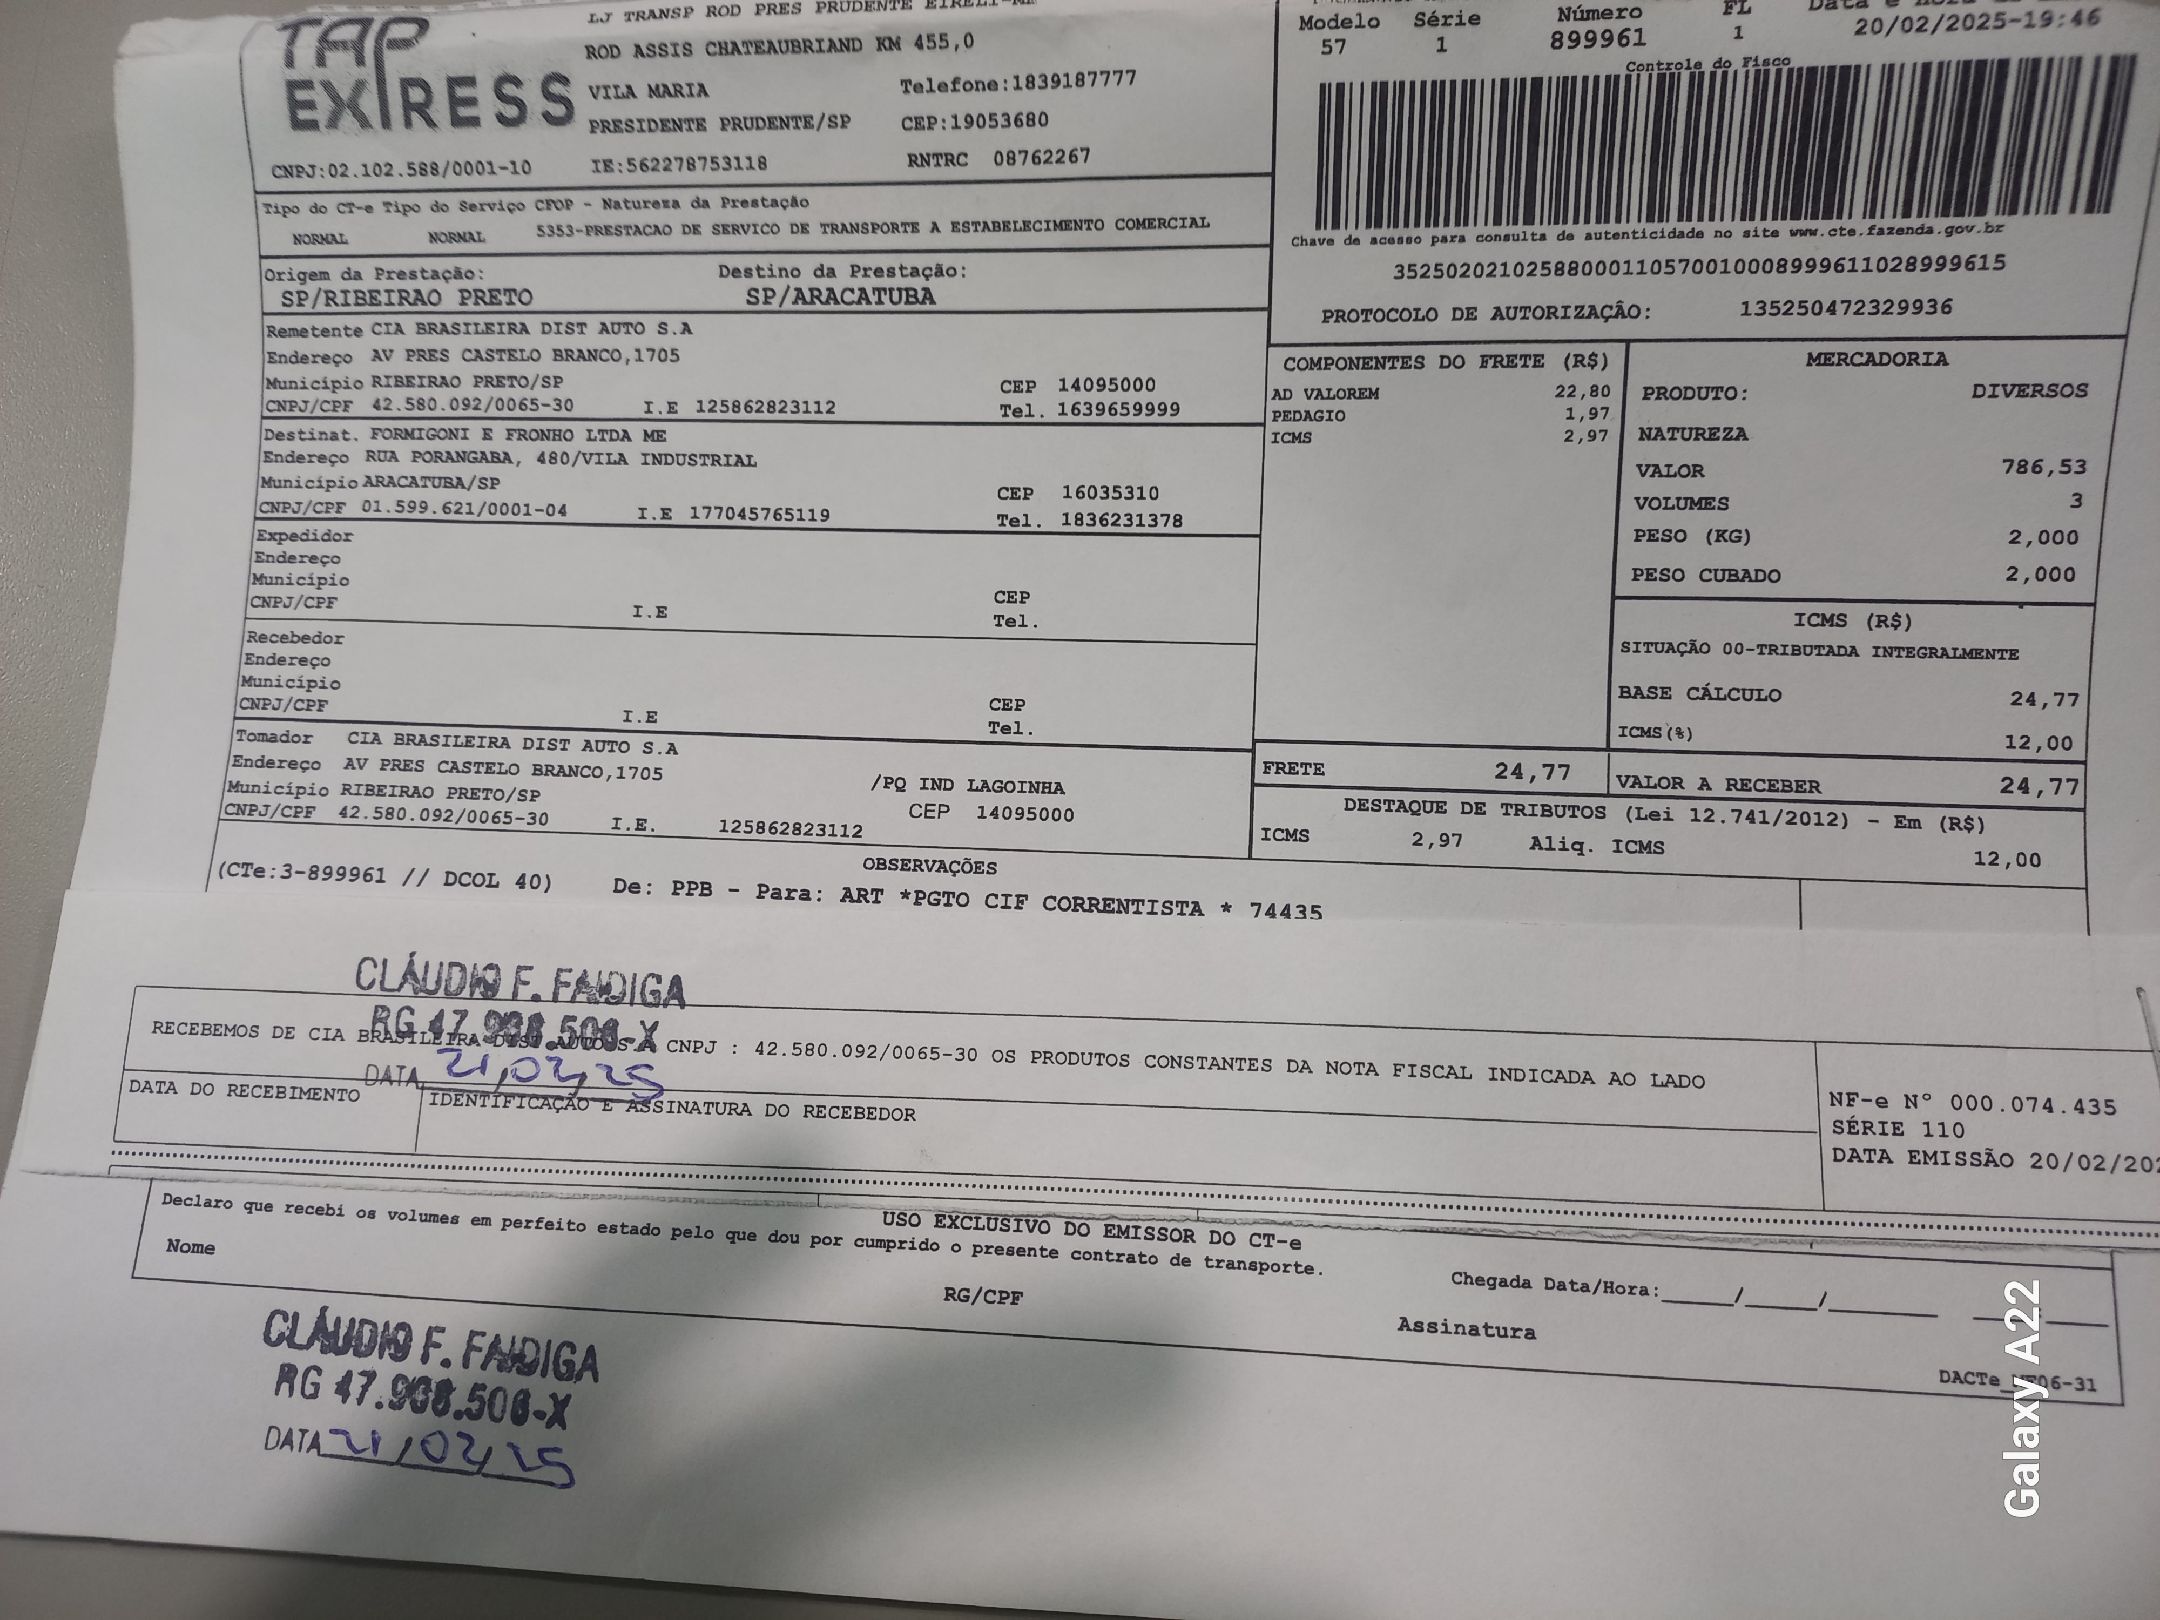 TAP EXPRESS
LJ TRANSP ROD PRES PRUDENTE EIRELI-ME
ROD ASSIS CHATEAUBRIAND KM 455,0
VILA MARIA Telefone:1839187777
PRESIDENTE PRUDENTE/SP CEP:19053680
CNPJ:02.102.588/0001-10 IE:562278753118 RNTRC 08762267
Modelo Série Número FL
57 1 899961 1 20/02/2025-19:46
Controle do Fisco
Chave de acesso para consulta de autenticidade no site www.cte.fazenda.gov.br
35250202102588000110570010008999611028999615
PROTOCOLO DE AUTORIZAÇÃO: 135250472329936
Tipo do CT-e Tipo do Serviço CFOP - Natureza da Prestação
NORMAL NORMAL 5353-PRESTACAO DE SERVICO DE TRANSPORTE A ESTABELECIMENTO COMERCIAL
Origem da Prestação: Destino da Prestação:
SP/RIBEIRAO PRETO SP/ARACATUBA
Remetente CIA BRASILEIRA DIST AUTO S.A
Endereço AV PRES CASTELO BRANCO,1705
Município RIBEIRAO PRETO/SP CEP 14095000
CNPJ/CPF 42.580.092/0065-30 I.E 125862823112 Tel. 1639659999
Destinat. FORMIGONI E FRONHO LTDA ME
Endereço RUA PORANGABA, 480/VILA INDUSTRIAL
Município ARACATUBA/SP CEP 16035310
CNPJ/CPF 01.599.621/0001-04 I.E 177045765119 Tel. 1836231378
Expedidor
Endereço
Município CEP
CNPJ/CPF I.E Tel.
Recebedor
Endereço
Município CEP
CNPJ/CPF I.E Tel.
Tomador CIA BRASILEIRA DIST AUTO S.A
Endereço AV PRES CASTELO BRANCO,1705 /PQ IND LAGOINHA
Município RIBEIRAO PRETO/SP CEP 14095000
CNPJ/CPF 42.580.092/0065-30 I.E. 125862823112
COMPONENTES DO FRETE (R$)
AD VALOREM 22,80
PEDAGIO 1,97
ICMS 2,97
MERCADORIA
PRODUTO: DIVERSOS
NATUREZA
VALOR 786,53
VOLUMES 3
PESO (KG) 2,000
PESO CUBADO 2,000
ICMS (R$)
SITUAÇÃO 00-TRIBUTADA INTEGRALMENTE
BASE CÁLCULO 24,77
ICMS(%) 12,00
FRETE 24,77 VALOR A RECEBER 24,77
DESTAQUE DE TRIBUTOS (Lei 12.741/2012) - Em (R$)
ICMS 2,97 Aliq. ICMS 12,00
OBSERVAÇÕES
(CTe:3-899961 // DCOL 40) De: PPB - Para: ART *PGTO CIF CORRENTISTA * 74435
CLÁUDIO F. FAIDIGA
RG
DATA 21/02/25
RECEBEMOS DE CIA BRASILEIRA DIST AUTO S A CNPJ : 42.580.092/0065-30 OS PRODUTOS CONSTANTES DA NOTA FISCAL INDICADA AO LADO
DATA DO RECEBIMENTO IDENTIFICAÇÃO E ASSINATURA DO RECEBEDOR
NF-e N° 000.074.435
SÉRIE 110
DATA EMISSÃO 20/02/202
USO EXCLUSIVO DO EMISSOR DO CT-e
Declaro que recebi os volumes em perfeito estado pelo que dou por cumprido o presente contrato de transporte.
Nome RG/CPF Chegada Data/Hora:_____/_____/_______
Assinatura
CLÁUDIO F. FAIDIGA
RG
DATA 21/02/25
Galaxy A22